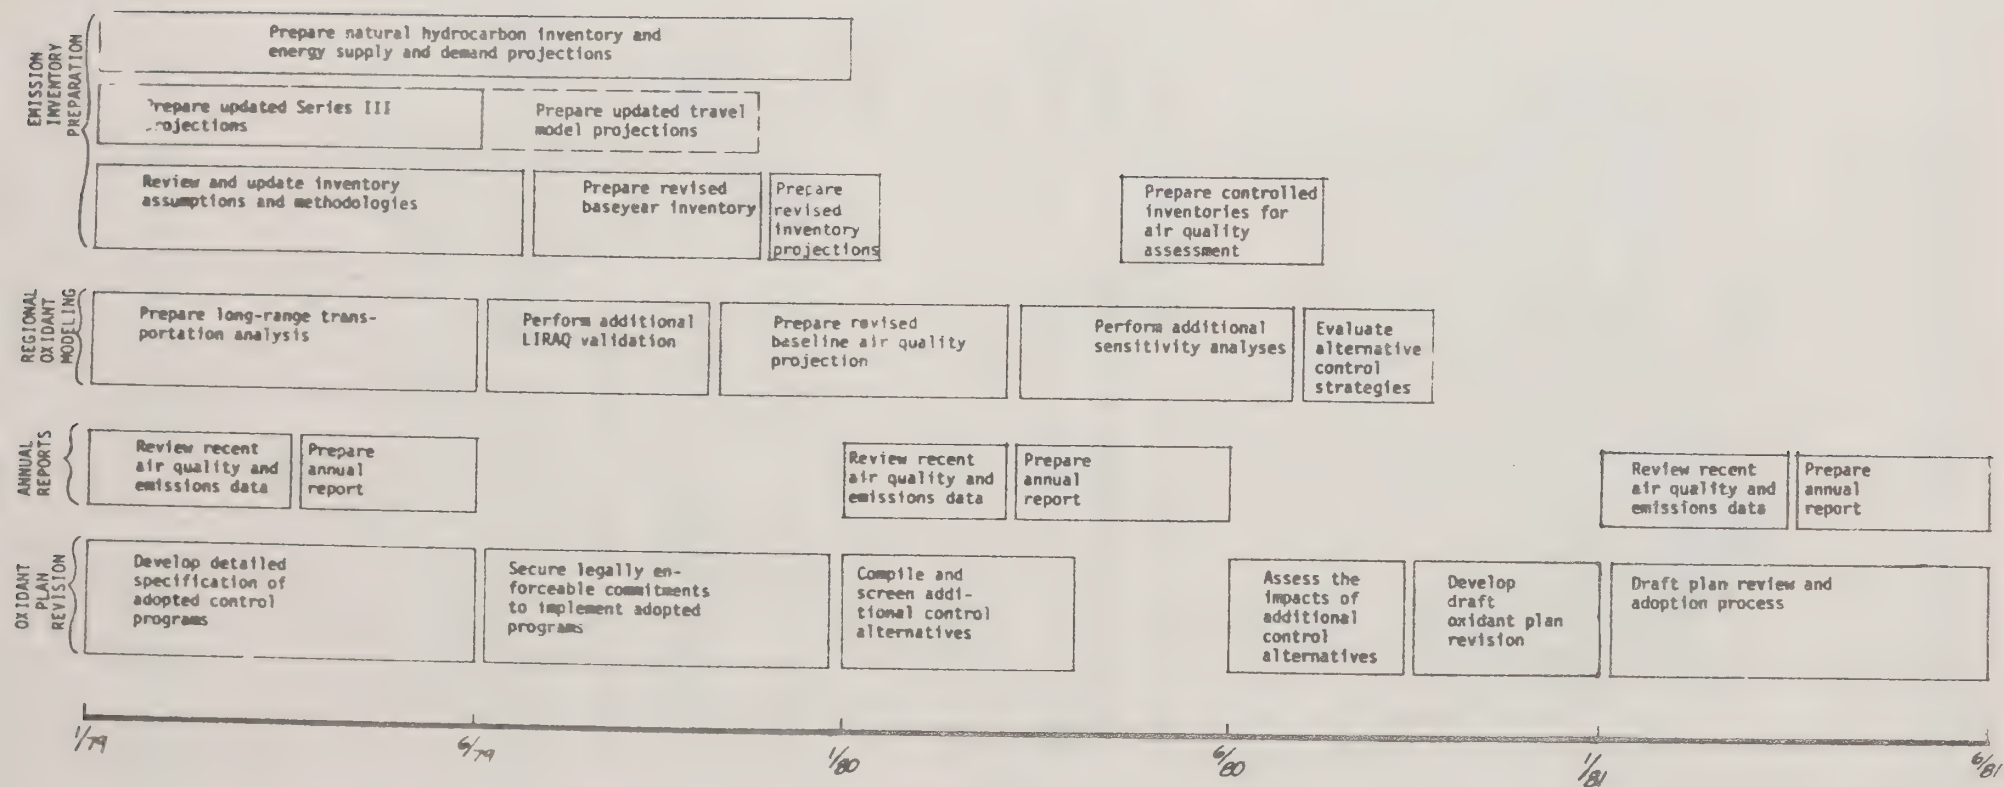 EMISSION
INVENTORY
PREPARATION
Prepare natural hydrocarbon inventory and
energy supply and demand projections
Prepare updated Series III
rojections
Prepare updated travel
model projections
Review and update inventory
assumptions and methodologies
Prepare revised
baseyear inventory
Prepare
revised
inventory
projections
Prepare controlled
inventories for
air quality
assessment
REGIONAL
OXIDANT
MODELING
Prepare long-range trans-
portation analysis
Perform additional
LIRAQ validation
Prepare revised
baseline air quality
projection
Perform additional
sensitivity analyses
Evaluate
alternative
control
strategies
ANNUAL
REPORTS
Review recent
air quality and
emissions data
Prepare
annual
report
Review recent
air quality and
emissions data
Prepare
annual
report
Review recent
air quality and
emissions data
Prepare
annual
report
OXIDANT
PLAN
REVISION
Develop detailed
specification of
adopted control
programs
Secure legally en-
forceable commitments
to implement adopted
programs
Compile and
screen addi-
tional control
alternatives
Assess the
impacts of
additional
control
alternatives
Develop
draft
oxidant plan
revision
Draft plan review and
adoption process
1/79
6/79
1/80
6/80
1/81
6/81